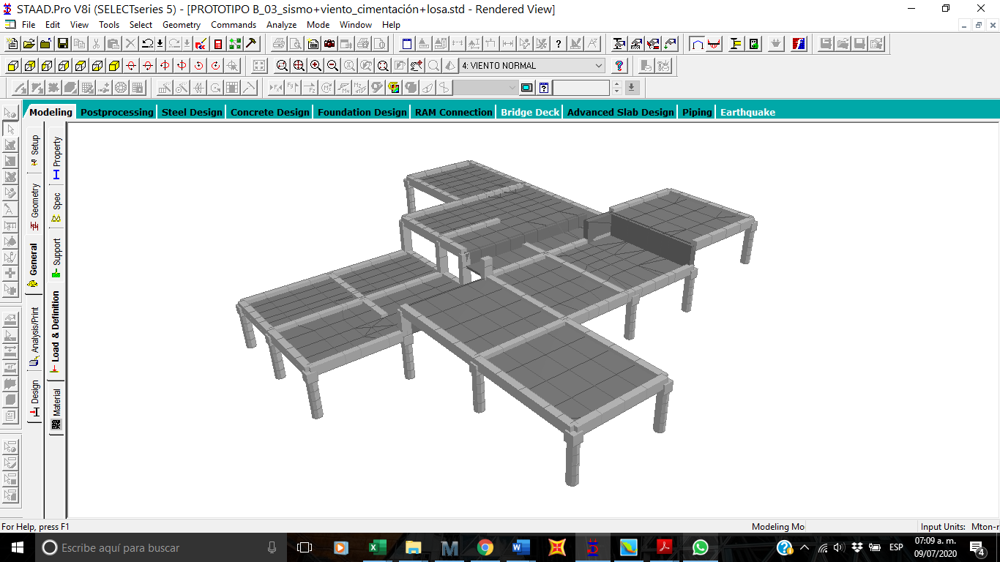 STAAD.Pro V8i (SELECTseries 5) - [PROTOTIPO B_03_sismo+viento_cimentación+losa.std - Rendered View]
File Edit View Tools Select Geometry Commands Analyze Mode Window Help
4: VIENTO NORMAL
Modeling Postprocessing Steel Design Concrete Design Foundation Design RAM Connection Bridge Deck Advanced Slab Design Piping Earthquake
Setup
Geometry
General
Analysis/Print
Design
Property
Spec
Support
Load & Definition
Material
For Help, press F1 Modeling Mo Input Units: Mton-r
Escribe aquí para buscar
ESP
07:09 a. m.
09/07/2020
4